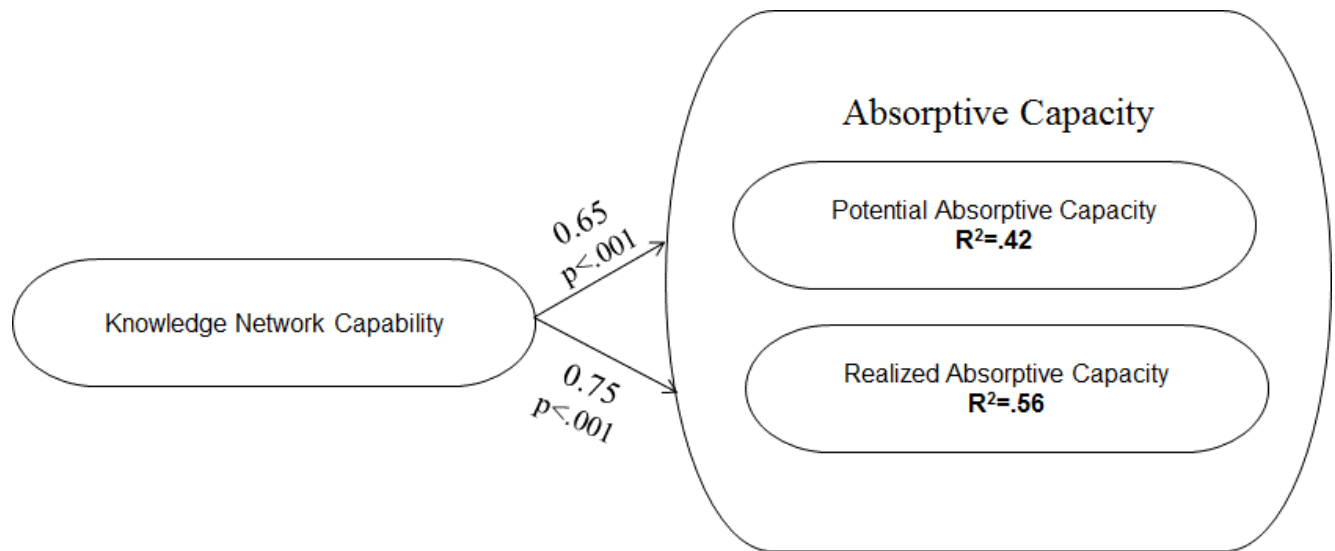 Knowledge Network Capability
0.65
p<.001
0.75
p<.001
Absorptive Capacity
Potential Absorptive Capacity
R²=.42
Realized Absorptive Capacity
R²=.56